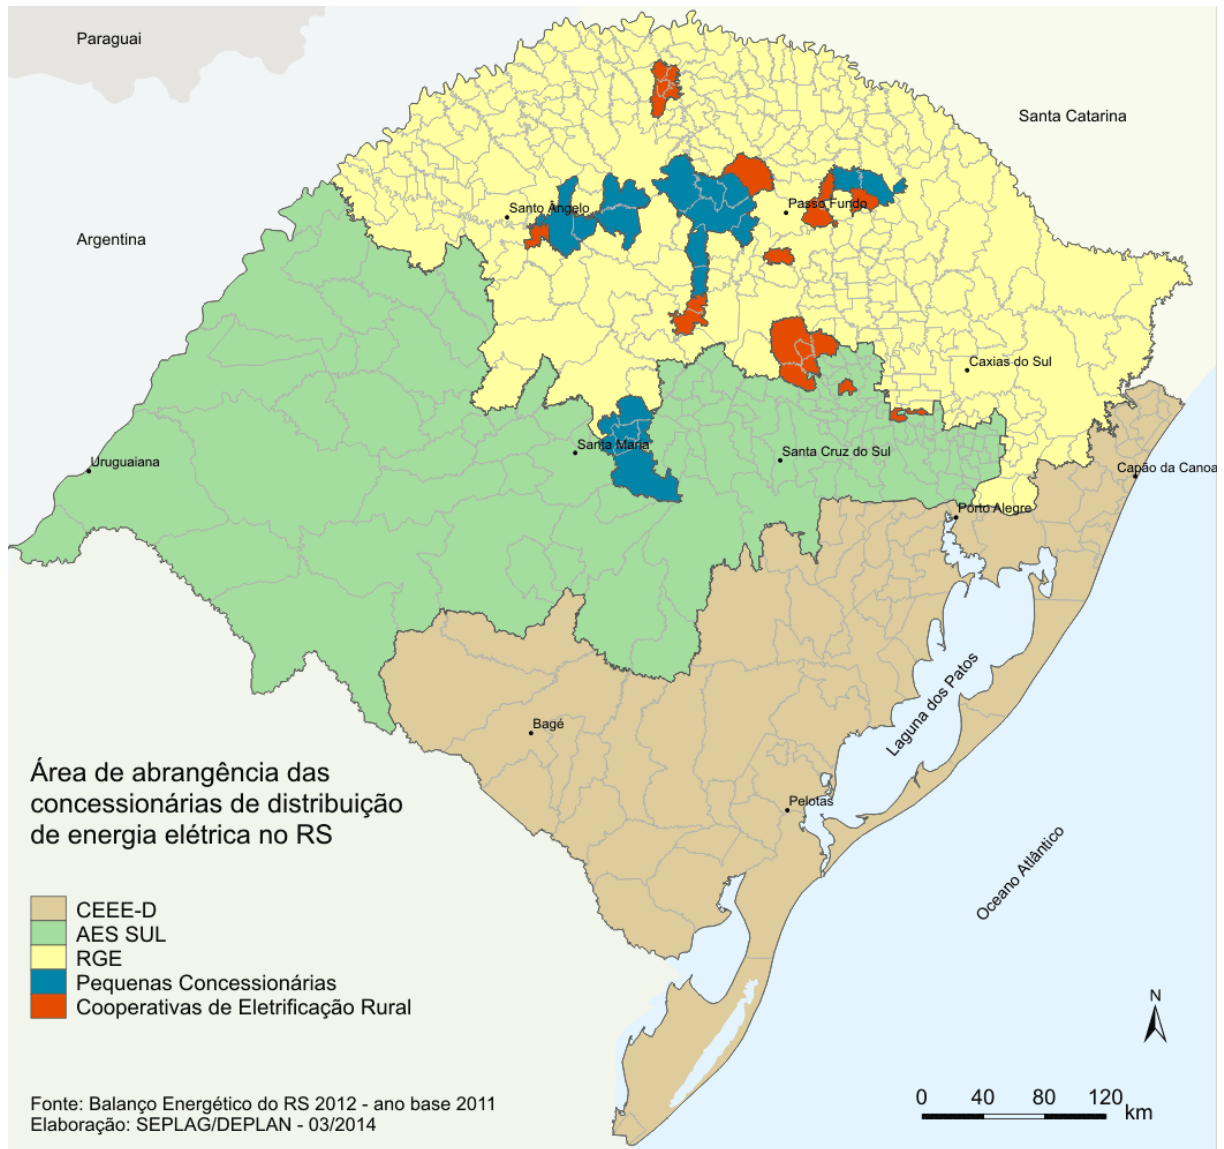 Paraguai
Santa Catarina
Argentina
Santo Ângelo
Passo Fundo
Caxias do Sul
Uruguaiana
Santa Maria
Santa Cruz do Sul
Capão da Canoa
Porto Alegre
Laguna dos Patos
Bagé
Pelotas
Oceano Atlântico
Área de abrangência das
concessionárias de distribuição
de energia elétrica no RS
CEEE-D
AES SUL
RGE
Pequenas Concessionárias
Cooperativas de Eletrificação Rural
N
0 40 80 120
km
Fonte: Balanço Energético do RS 2012 - ano base 2011
Elaboração: SEPLAG/DEPLAN - 03/2014